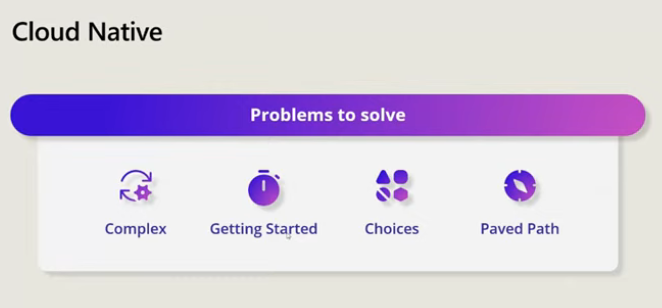 Cloud Native
Problems to solve
Complex
Getting Started
Choices
Paved Path